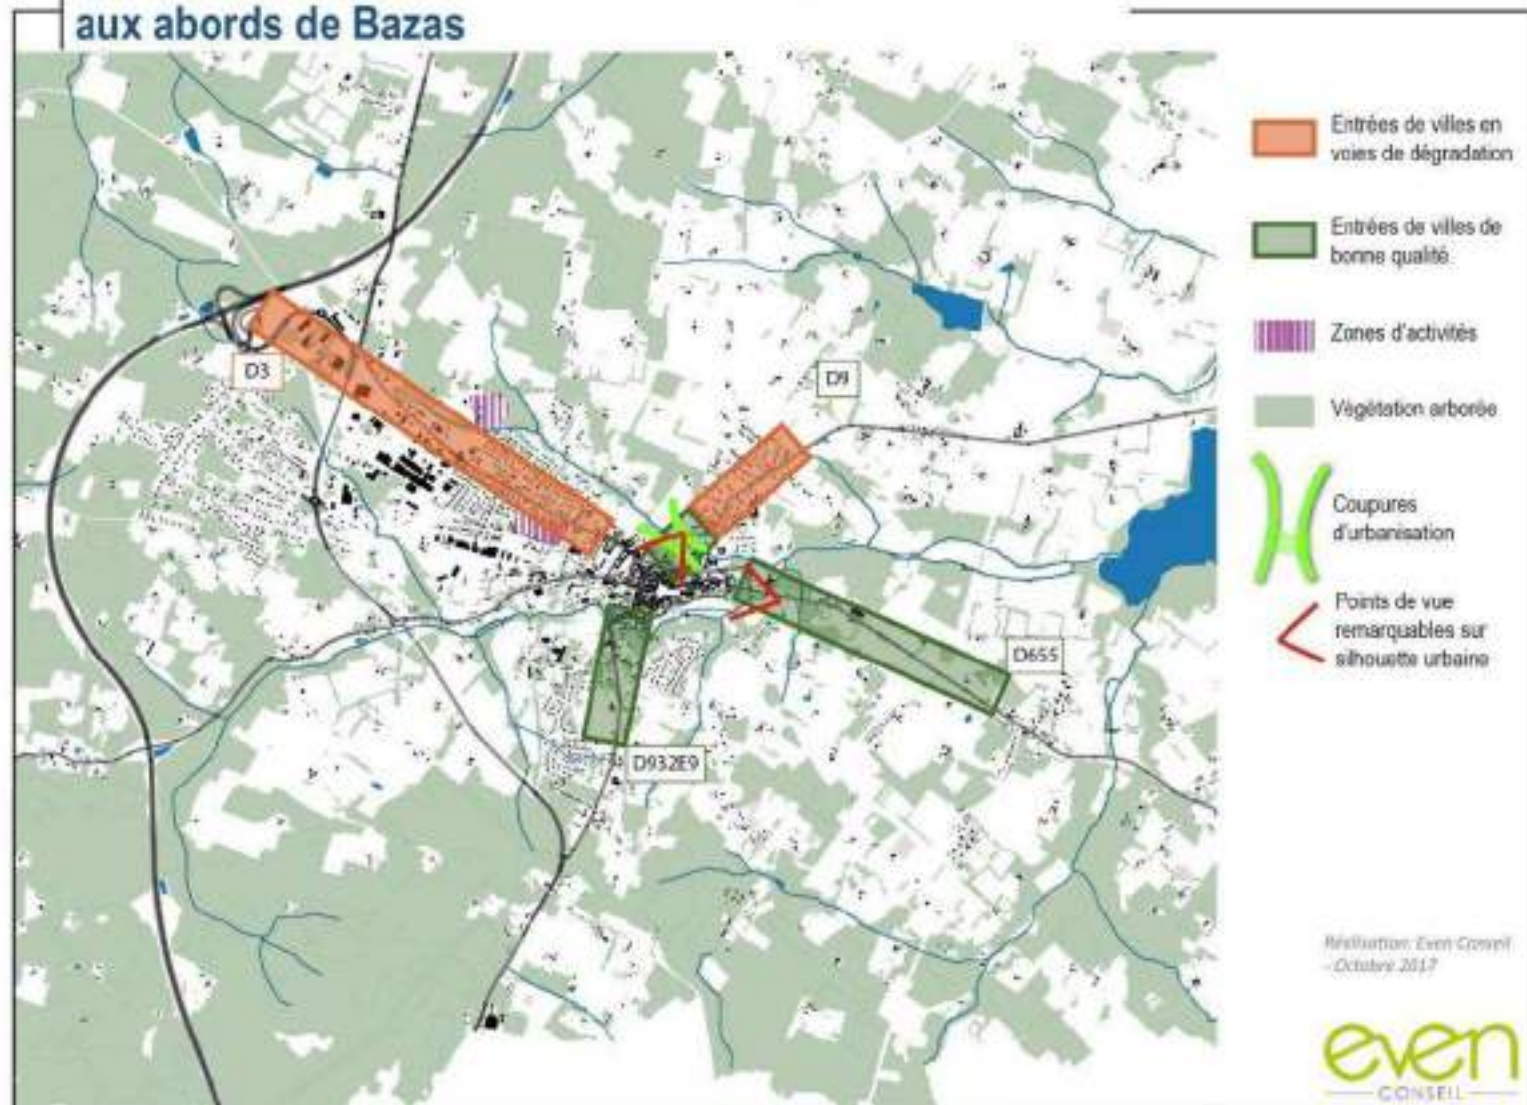 aux abords de Bazas
Entrées de villes en
voies de dégradation
Entrées de villes de
bonne qualité
Zones d'activités
D3
D9
Végétation arborée
Coupures
d'urbanisation
Points de vue
remarquables sur
silhouette urbaine
D655
D932E9
Réalisation: Even Conseil
- Octobre 2017
even
CONSEIL